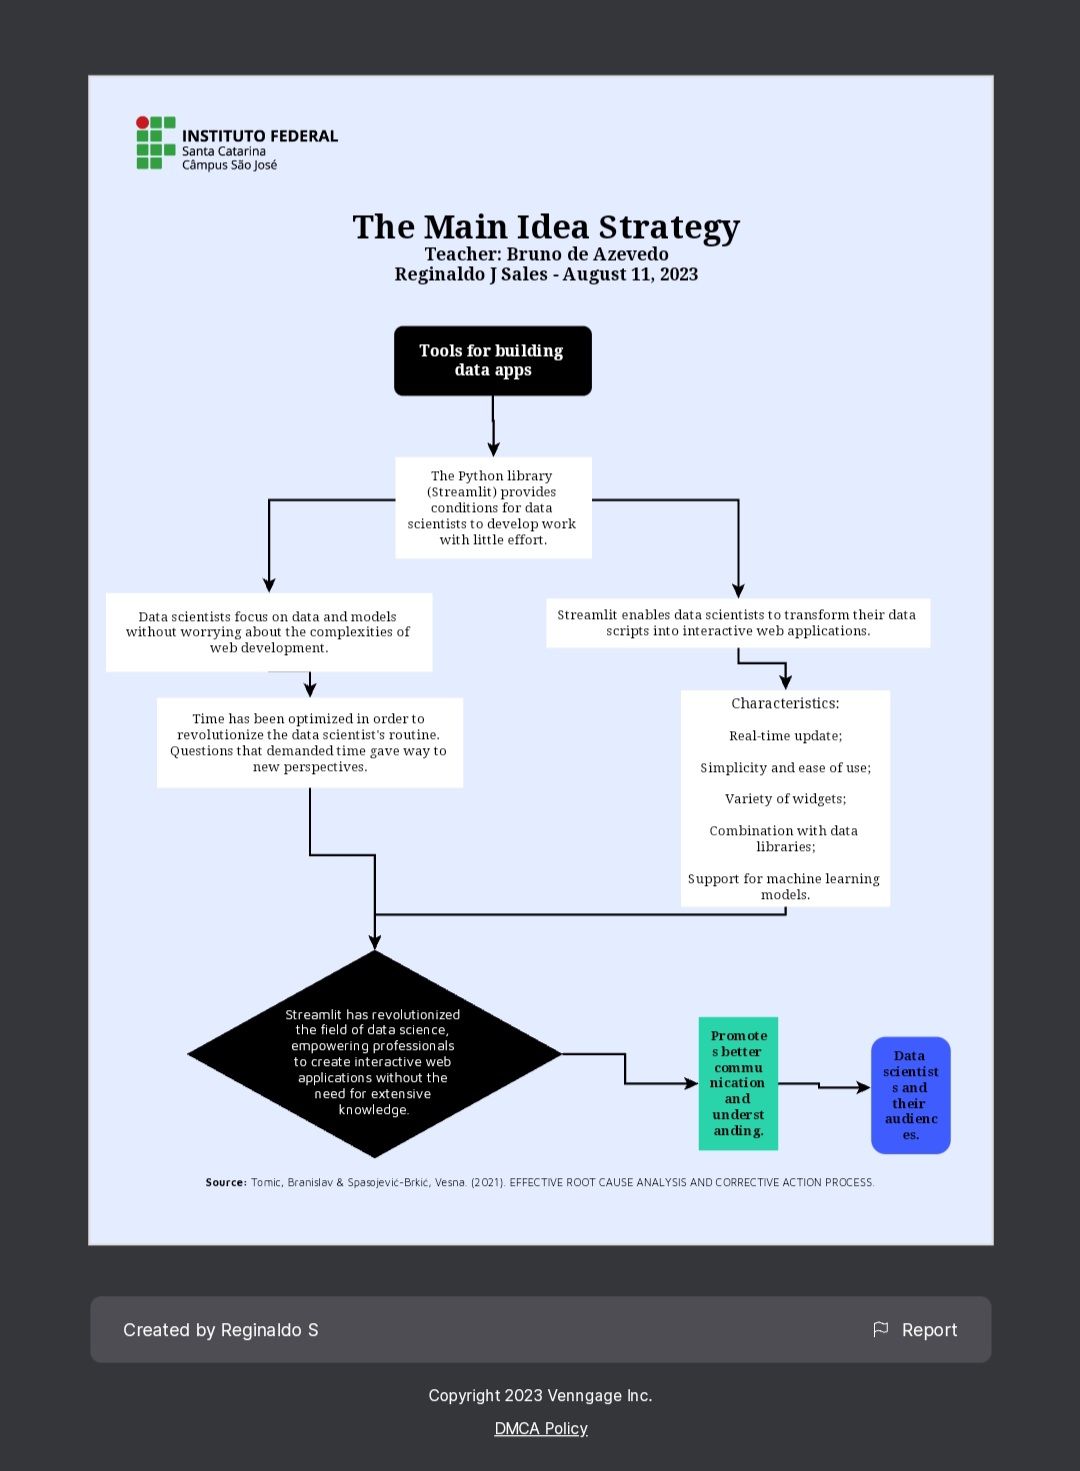 INSTITUTO FEDERAL
Santa Catarina
Câmpus São José
The Main Idea Strategy
Teacher: Bruno de Azevedo
Reginaldo J Sales - August 11, 2023
Tools for building
data apps
The Python library
(Streamlit) provides
conditions for data
scientists to develop work
with little effort.
Data scientists focus on data and models
without worrying about the complexities of
web development.
Streamlit enables data scientists to transform their data
scripts into interactive web applications.
Time has been optimized in order to
revolutionize the data scientist's routine.
Questions that demanded time gave way to
new perspectives.
Characteristics:
Real-time update;
Simplicity and ease of use;
Variety of widgets;
Combination with data
libraries;
Support for machine learning
models.
Streamlit has revolutionized
the field of data science,
empowering professionals
to create interactive web
applications without the
need for extensive
knowledge.
Promote
s better
commu
nication
and
underst
anding.
Data
scientist
s and
their
audienc
es.
Source: Tomic, Branislav & Spasojević-Brkić, Vesna. (2021). EFFECTIVE ROOT CAUSE ANALYSIS AND CORRECTIVE ACTION PROCESS.
Created by Reginaldo S
Report
Copyright 2023 Venngage Inc.
DMCA Policy